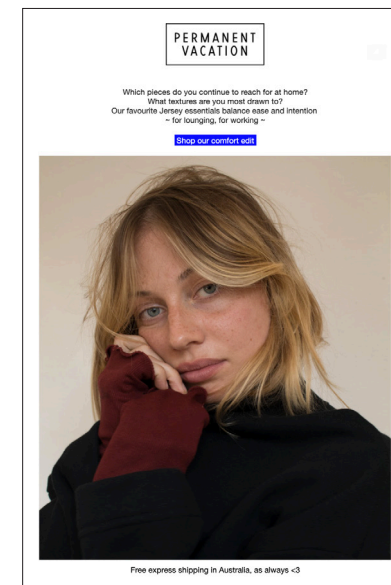 PERMANENT
VACATION
Which pieces do you continue to reach for at home?
What textures are you most drawn to?
Our favourite Jersey essentials balance ease and intention
~ for lounging, for working ~
Shop our comfort edit
Free express shipping in Australia, as always <3